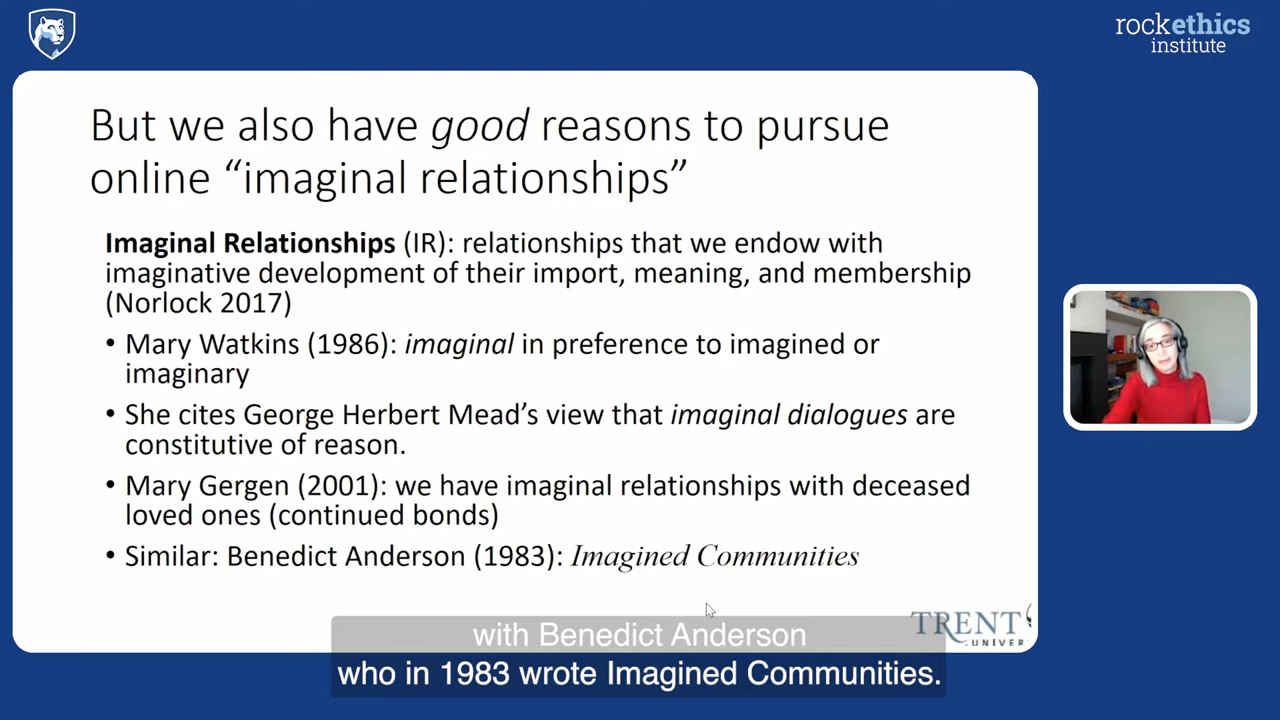 rockethics
institute
But we also have good reasons to pursue
online “imaginal relationships”
Imaginal Relationships (IR): relationships that we endow with
imaginative development of their import, meaning, and membership
(Norlock 2017)
• Mary Watkins (1986): imaginal in preference to imagined or
imaginary
• She cites George Herbert Mead’s view that imaginal dialogues are
constitutive of reason.
• Mary Gergen (2001): we have imaginal relationships with deceased
loved ones (continued bonds)
• Similar: Benedict Anderson (1983): Imagined Communities
TRENT
UNIVER
with Benedict Anderson
who in 1983 wrote Imagined Communities.